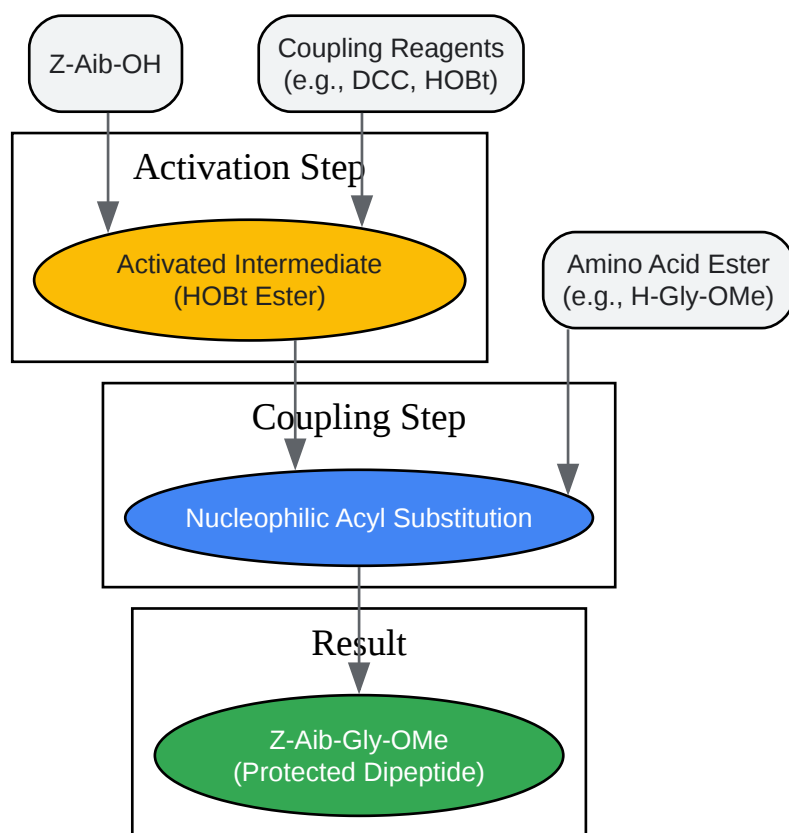 Z-Aib-OH
Coupling Reagents
(e.g., DCC, HOBt)
Activation Step
Activated Intermediate
(HOBt Ester)
Amino Acid Ester
(e.g., H-Gly-OMe)
Coupling Step
Nucleophilic Acyl Substitution
Result
Z-Aib-Gly-OMe
(Protected Dipeptide)